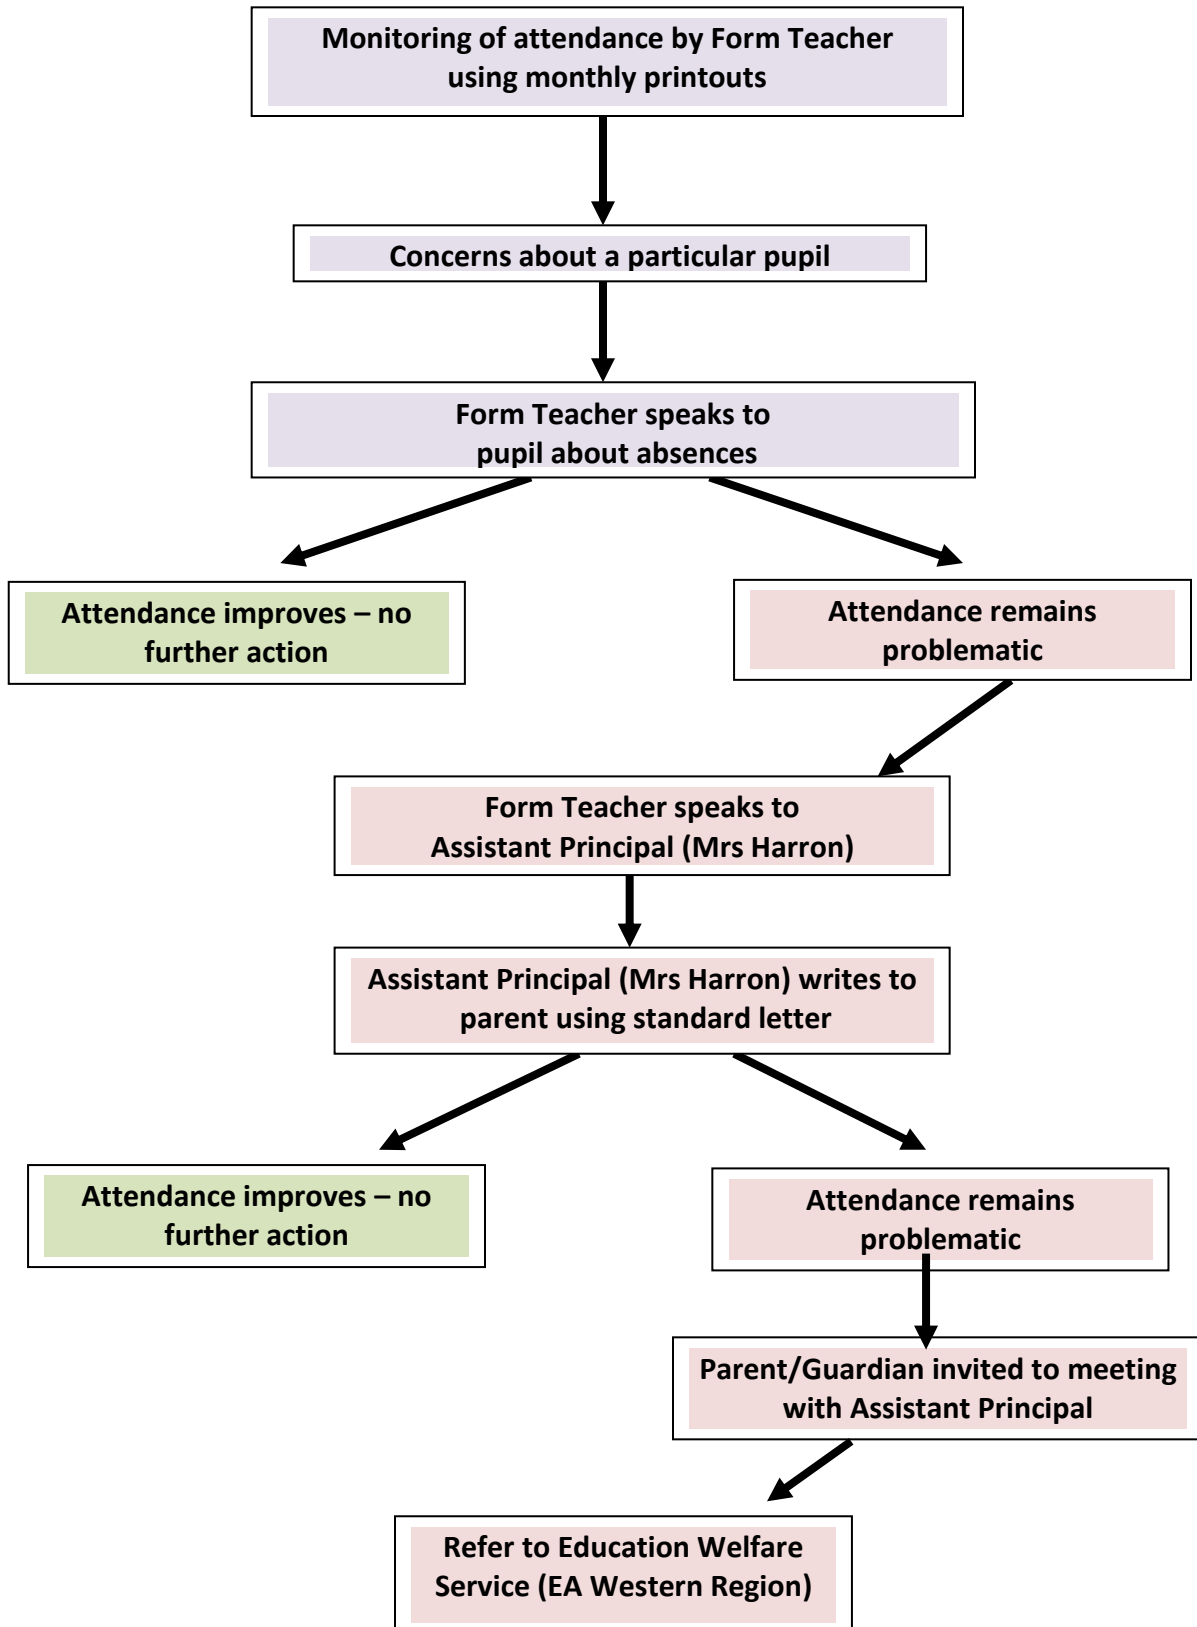 Monitoring of attendance by Form Teacher
using monthly printouts
Concerns about a particular pupil
Form Teacher speaks to
pupil about absences
Attendance improves – no
further action
Attendance remains
problematic
Form Teacher speaks to
Assistant Principal (Mrs Harron)
Assistant Principal (Mrs Harron) writes to
parent using standard letter
Attendance improves – no
further action
Attendance remains
problematic
Parent/Guardian invited to meeting
with Assistant Principal
Refer to Education Welfare
Service (EA Western Region)